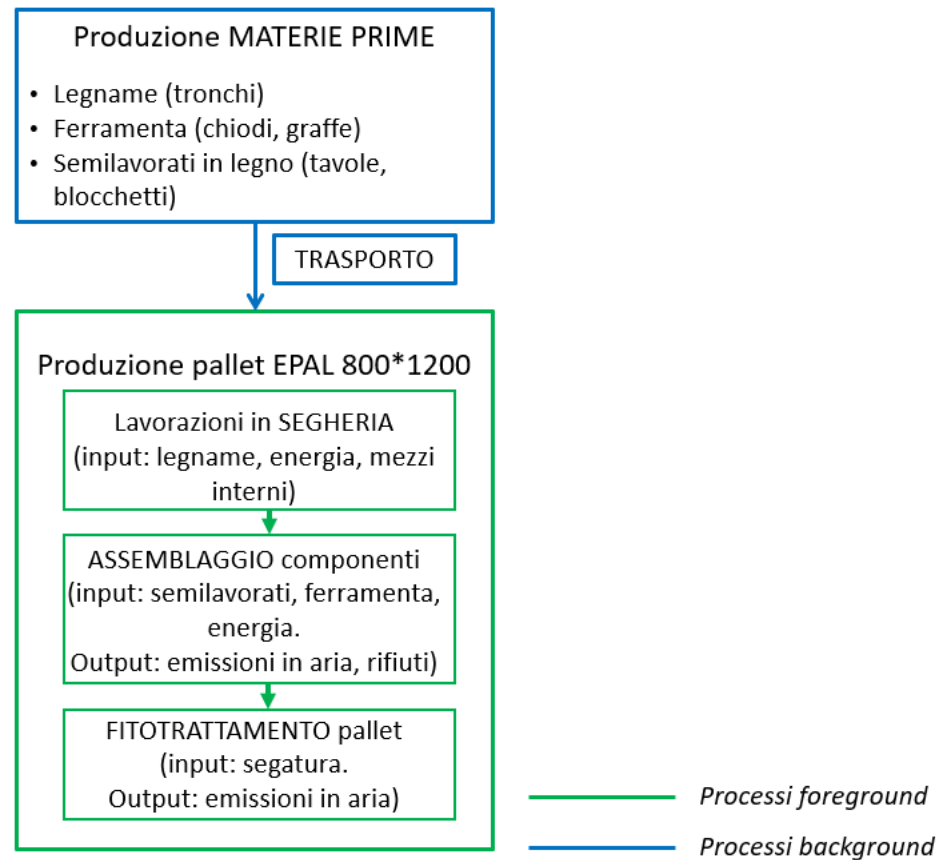 Produzione MATERIE PRIME
• Legname (tronchi)
• Ferramenta (chiodi, graffe)
• Semilavorati in legno (tavole,
blocchetti)
TRASPORTO
Produzione pallet EPAL 800*1200
Lavorazioni in SEGHERIA
(input: legname, energia, mezzi
interni)
ASSEMBLAGGIO componenti
(input: semilavorati, ferramenta,
energia.
Output: emissioni in aria, rifiuti)
FITOTRATTAMENTO pallet
(input: segatura.
Output: emissioni in aria)
Processi foreground
Processi background